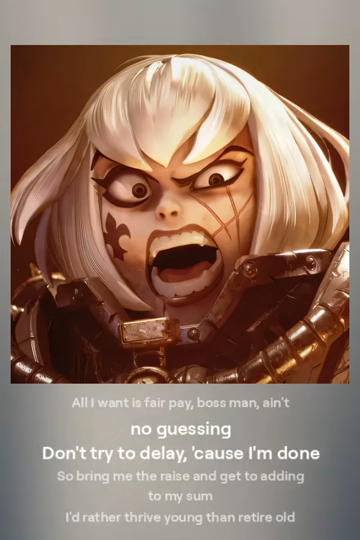 All I want is fair pay, boss man, ain't
no guessing
Don't try to delay, 'cause I'm done
So bring me the raise and get to adding
to my sum
I'd rather thrive young than retire old